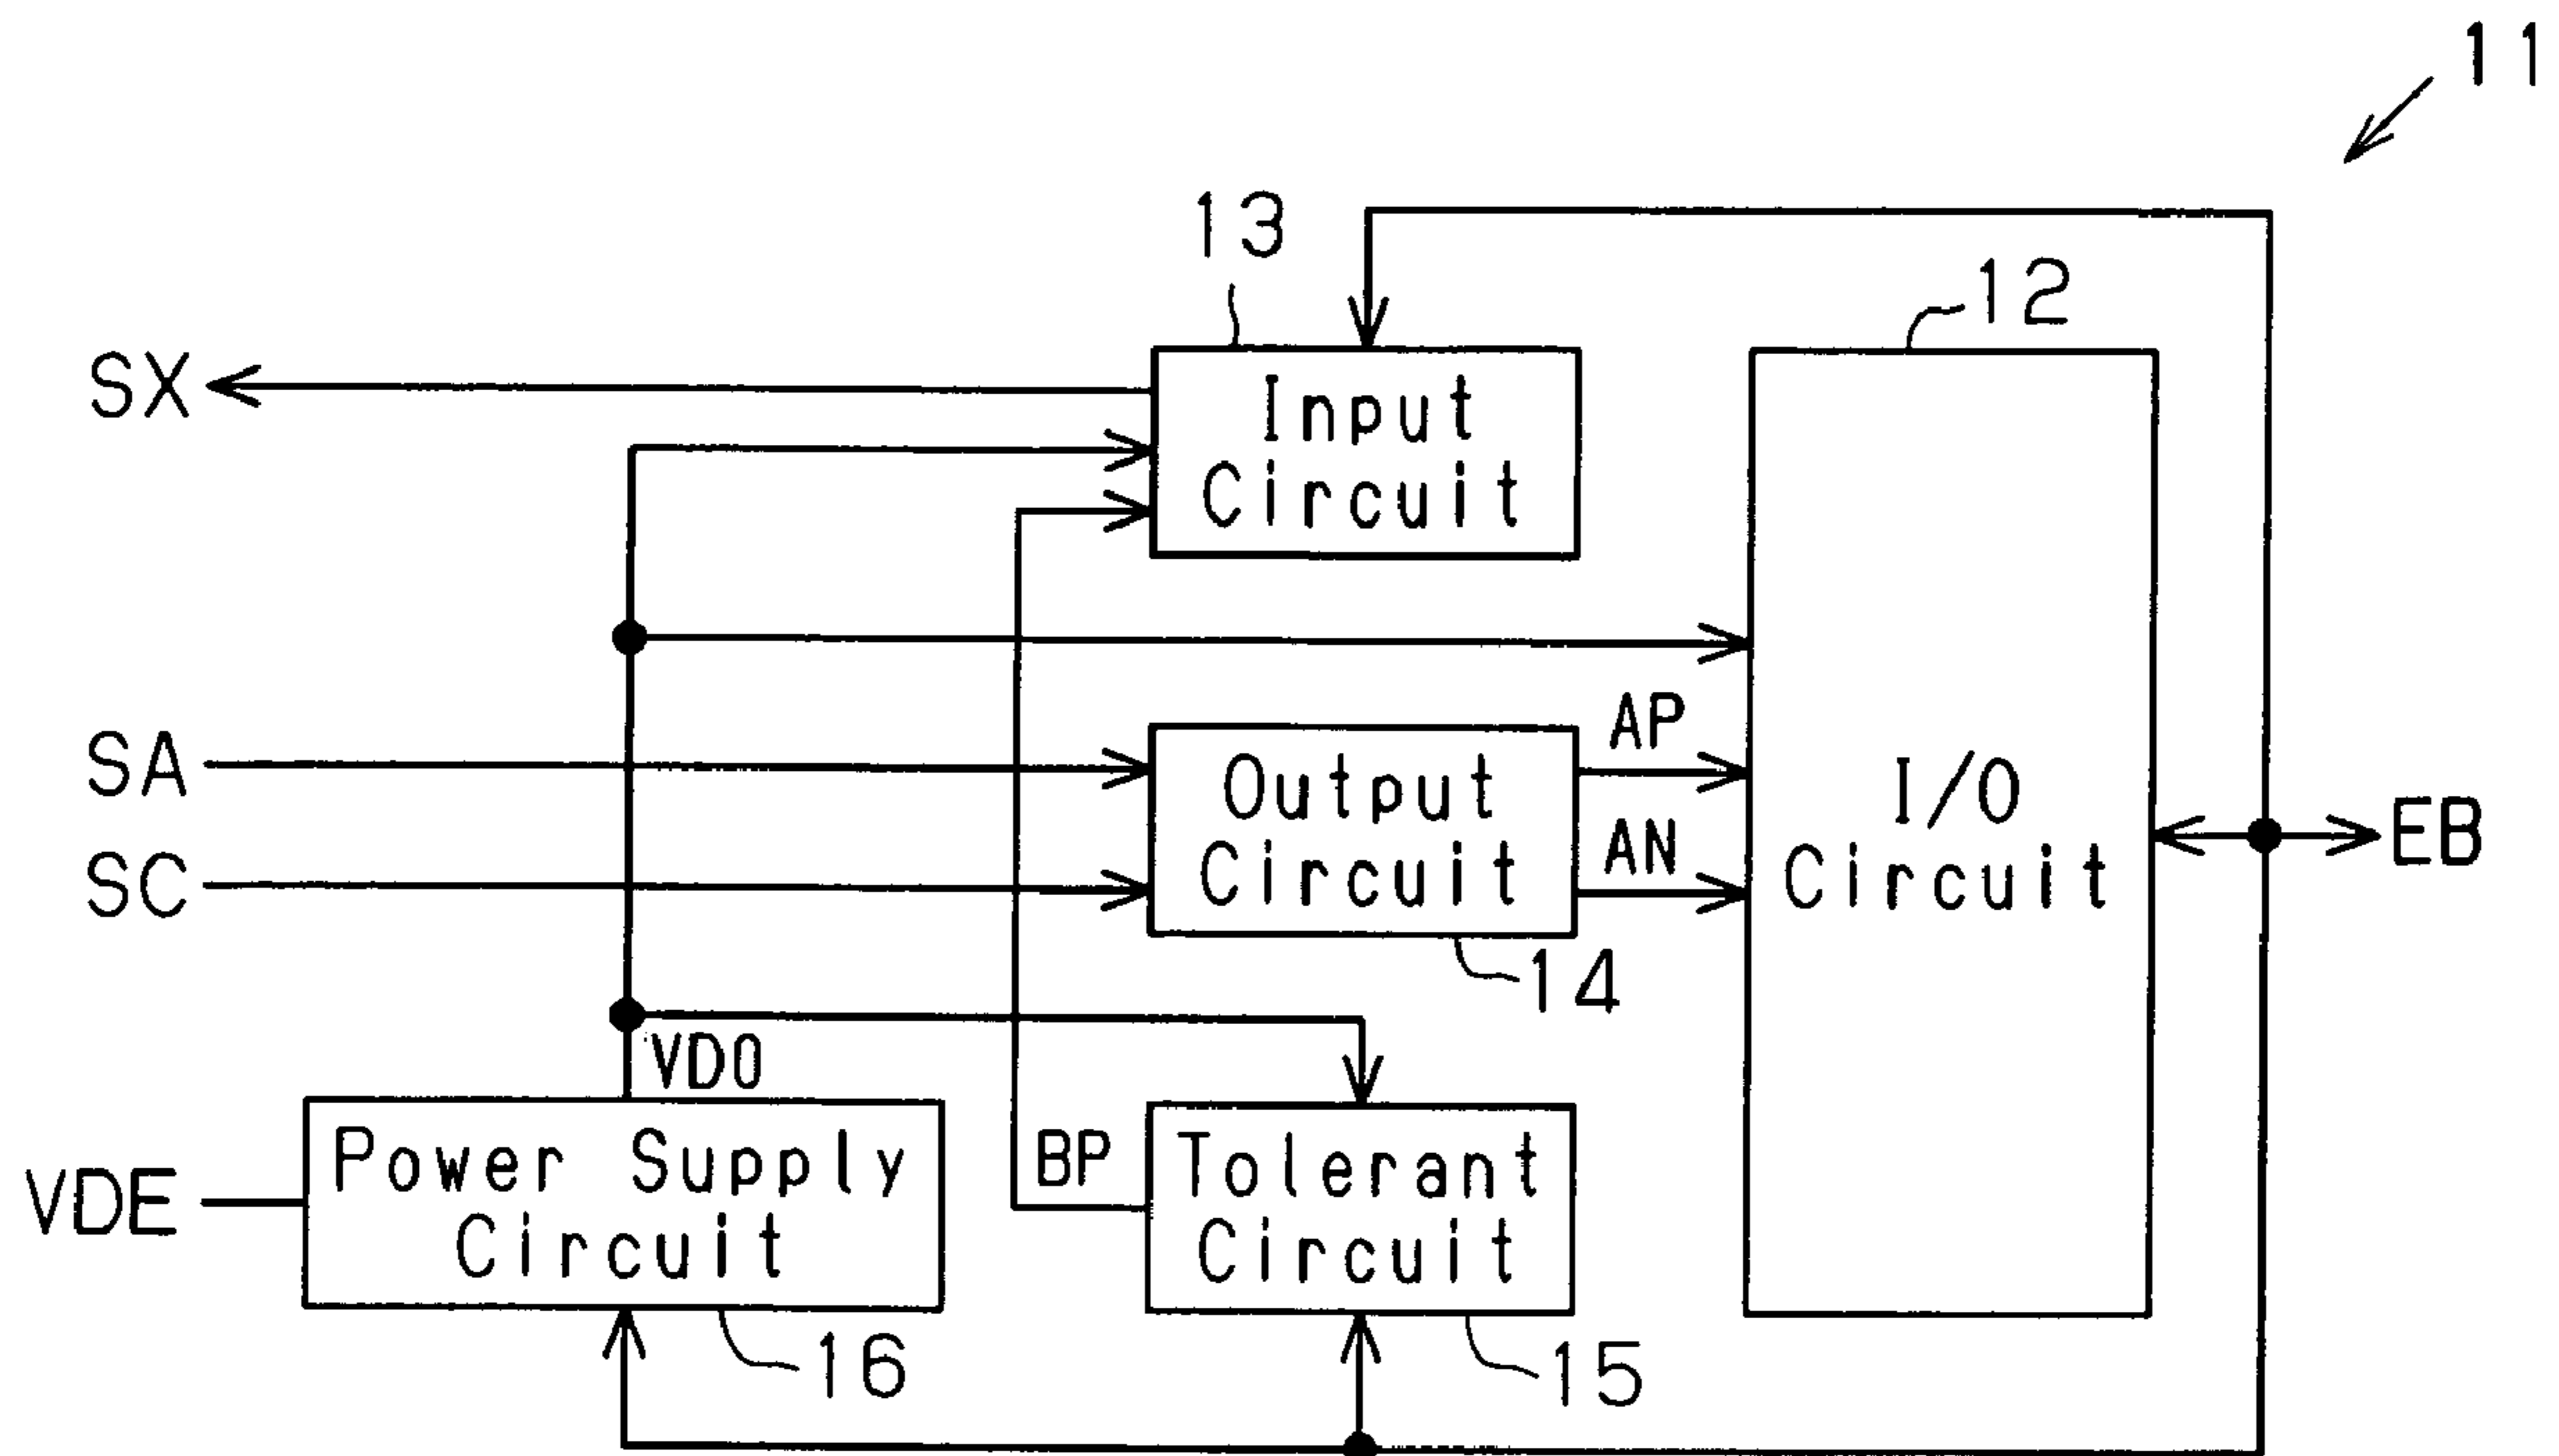 11
13
12
SX
Input
Circuit
AP
SA
Output
Circuit
I/O
Circuit
AN
EB
SC
14
VD0
BP
Power Supply
Circuit
Tolerant
Circuit
VDE
16
15